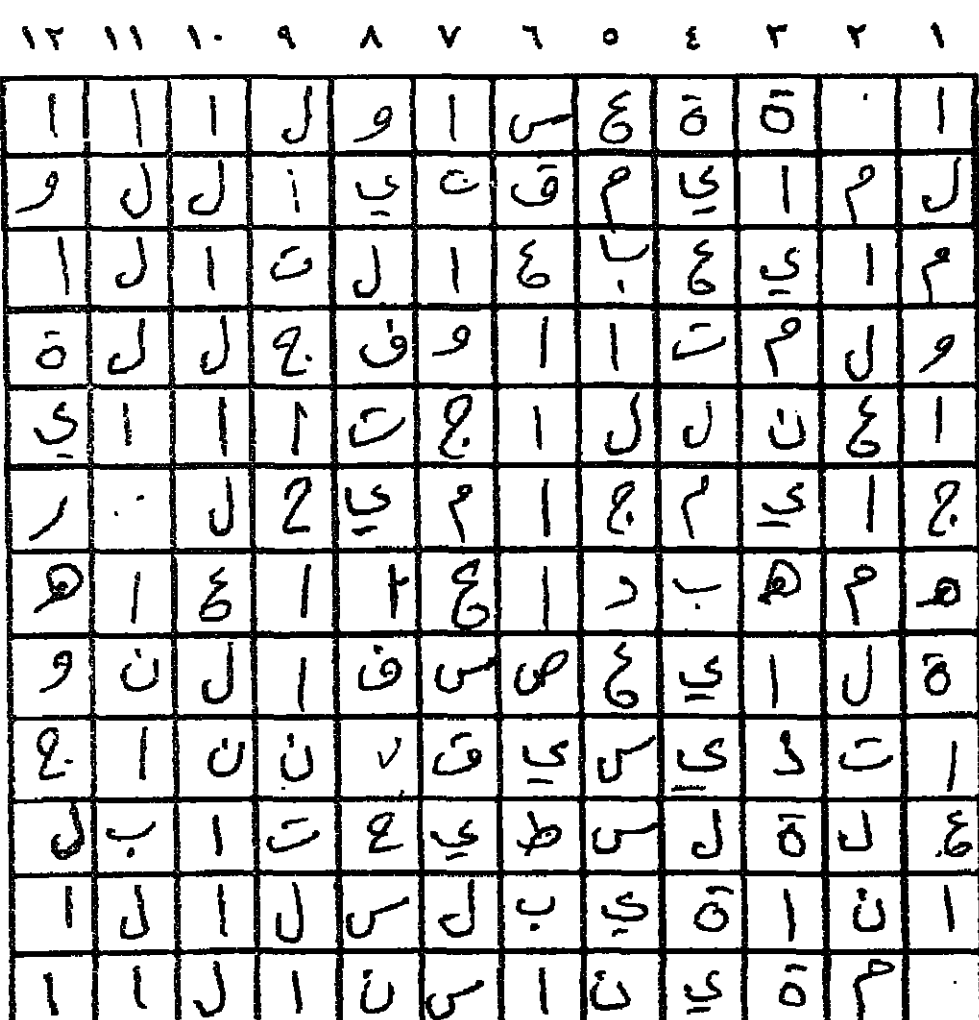 ١ ٢ ٣ ٤ ٥ ٦ ٧ ٨ ٩ ١٠ ١١ ١٢
ا . ة ة ع س ا و ل ا ا ا
ل م ا ي م ق ت ي ا ل ل و
م ا ي ع ب ع ا ل ت ا ل ا
و ل م ت ا ا و ف ج ل ل ة
ا ع ن ل ل ا ج ت ا ا ا ي
ج ا ي م ج ا م ي ح ل . ر
ه م ه ب د ا ع ا ع ا ه
ة ل ا ي ع ص س ف ا ل ن و
ا ت د ي س ي ق ن ن ا ج
ع ل ة ل س ط ي ح ت ا ب ل
ا ن ا ة ي ب ل س ل ا ل ا
. م ة ي ن ا س ن ا ل ا ا